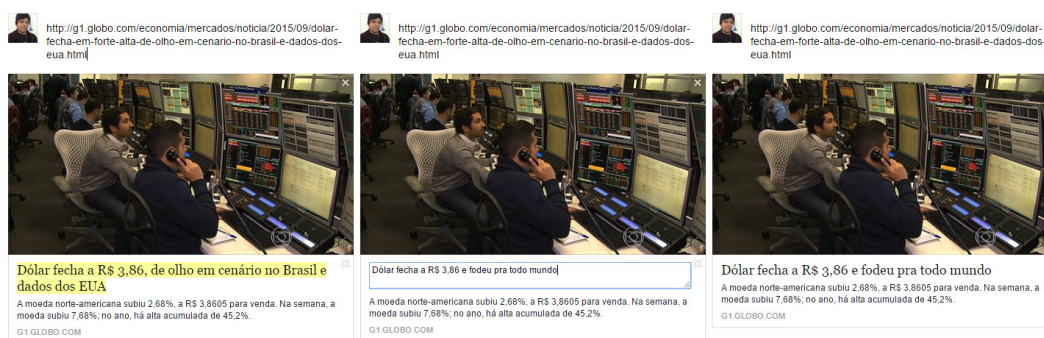 http://g1.globo.com/economia/mercados/noticia/2015/09/dolar-
fecha-em-forte-alta-de-olho-em-cenario-no-brasil-e-dados-dos-
eua.html
Dólar fecha a R$ 3,86, de olho em cenário no Brasil e
dados dos EUA
A moeda norte-americana subiu 2,68%, a R$ 3,8605 para venda. Na semana, a
moeda subiu 7,68%; no ano, há alta acumulada de 45,2%.
G1.GLOBO.COM
http://g1.globo.com/economia/mercados/noticia/2015/09/dolar-
fecha-em-forte-alta-de-olho-em-cenario-no-brasil-e-dados-dos-
eua.html
Dólar fecha a R$ 3,86 e fodeu pra todo mundo
A moeda norte-americana subiu 2,68%, a R$ 3,8605 para venda. Na semana, a
moeda subiu 7,68%; no ano, há alta acumulada de 45,2%.
G1.GLOBO.COM
http://g1.globo.com/economia/mercados/noticia/2015/09/dolar-
fecha-em-forte-alta-de-olho-em-cenario-no-brasil-e-dados-dos-
eua.html
Dólar fecha a R$ 3,86 e fodeu pra todo mundo
A moeda norte-americana subiu 2,68%, a R$ 3,8605 para venda. Na semana, a
moeda subiu 7,68%; no ano, há alta acumulada de 45,2%.
G1.GLOBO.COM